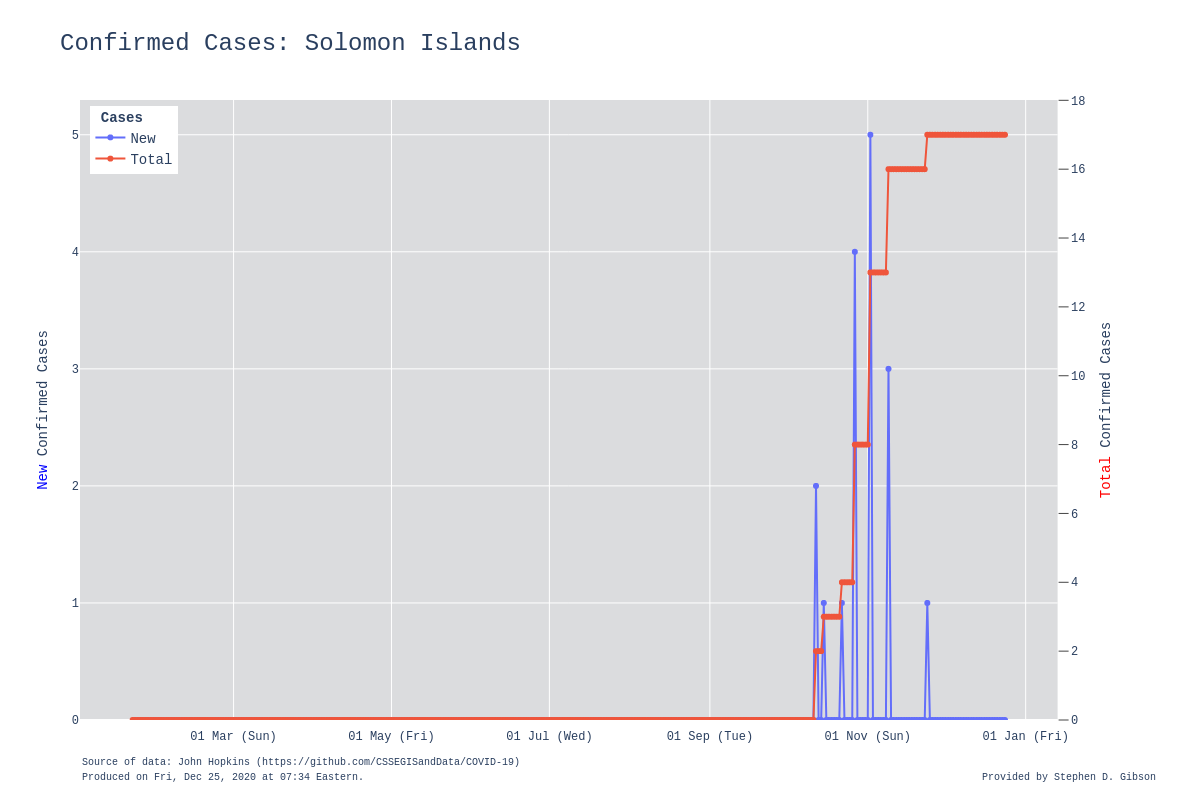 Confirmed Cases: Solomon Islands
Cases
New
Total
5
4
3
2
1
0
New Confirmed Cases
18
16
14
12
10
8
6
4
2
0
Total Confirmed Cases
01 Mar (Sun)
01 May (Fri)
01 Jul (Wed)
01 Sep (Tue)
01 Nov (Sun)
01 Jan (Fri)
Source of data: John Hopkins (https://github.com/CSSEGISandData/COVID-19)
Produced on Fri, Dec 25, 2020 at 07:34 Eastern.
Provided by Stephen D. Gibson